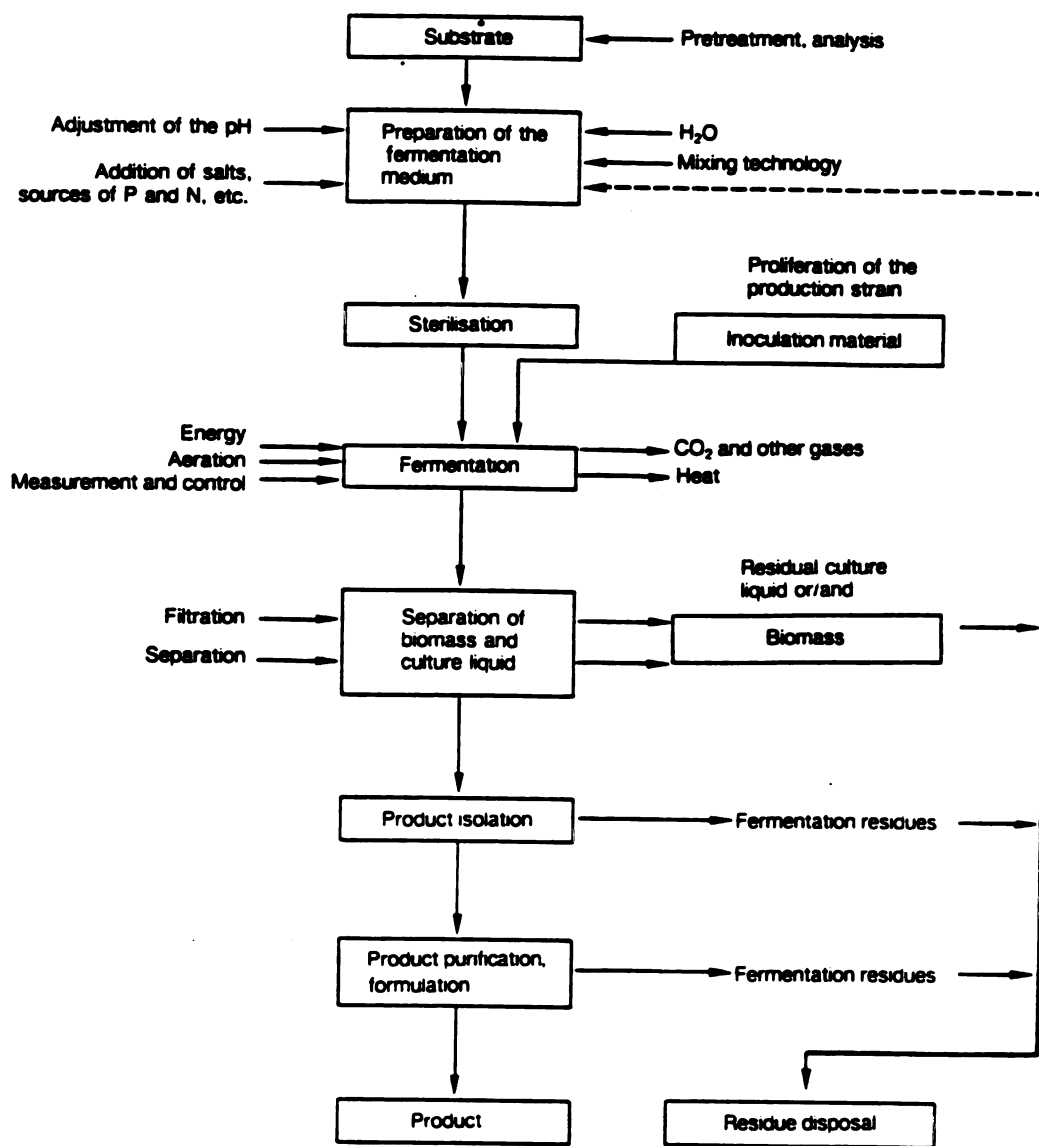 Substrate
Pretreatment, analysis
Adjustment of the pH
Preparation of the
fermentation
medium
H₂O
Mixing technology
Addition of salts,
sources of P and N, etc.
Proliferation of the
production strain
Sterilisation
Inoculation material
Energy
Aeration
Measurement and control
Fermentation
CO₂ and other gases
Heat
Residual culture
liquid or/and
Filtration
Separation
Separation of
biomass and
culture liquid
Biomass
Product isolation
Fermentation residues
Product purification,
formulation
Fermentation residues
Product
Residue disposal